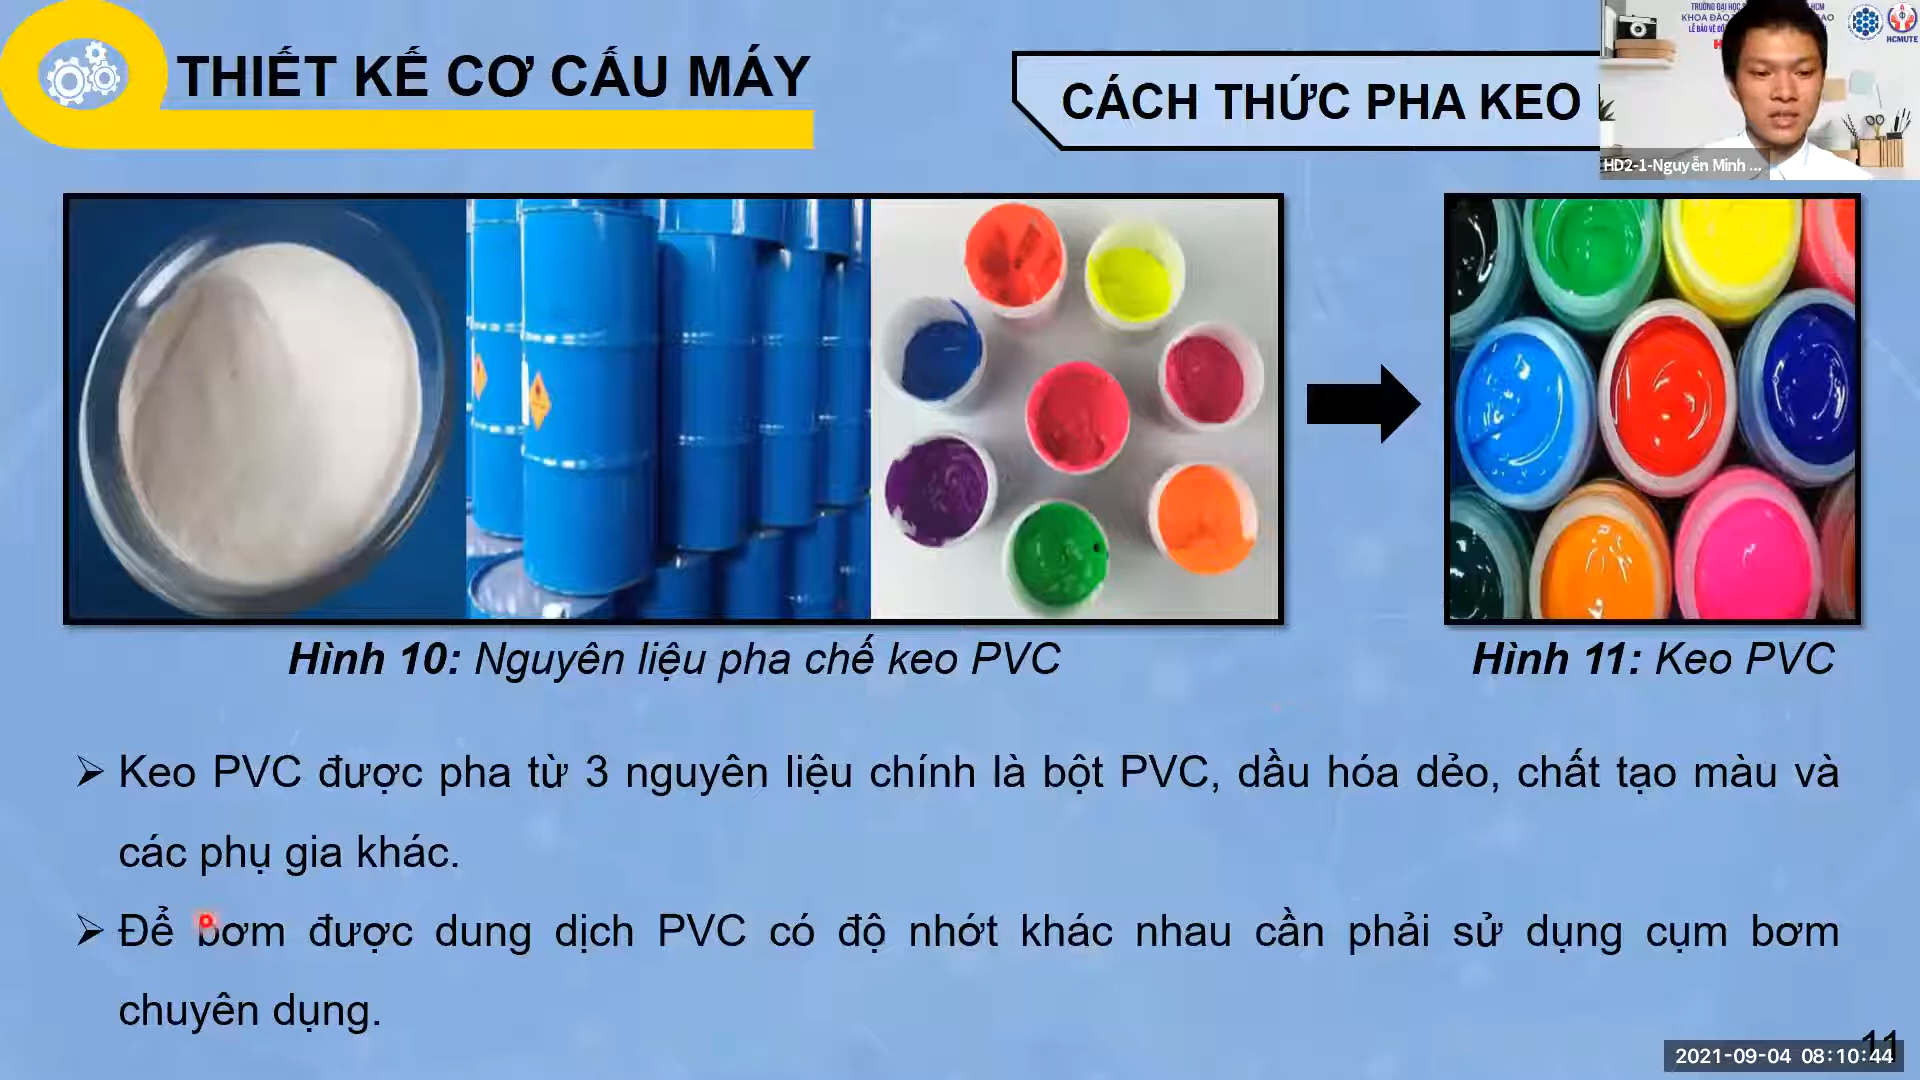 THIẾT KẾ CƠ CẤU MÁY
CÁCH THỨC PHA KEO
HCMUTE
HD2-1-Nguyễn Minh ...
Hình 10: Nguyên liệu pha chế keo PVC
Hình 11: Keo PVC
➢ Keo PVC được pha từ 3 nguyên liệu chính là bột PVC, dầu hóa dẻo, chất tạo màu và
các phụ gia khác.
➢ Để bơm được dung dịch PVC có độ nhớt khác nhau cần phải sử dụng cụm bơm
chuyên dụng.
11
2021-09-04 08:10:44